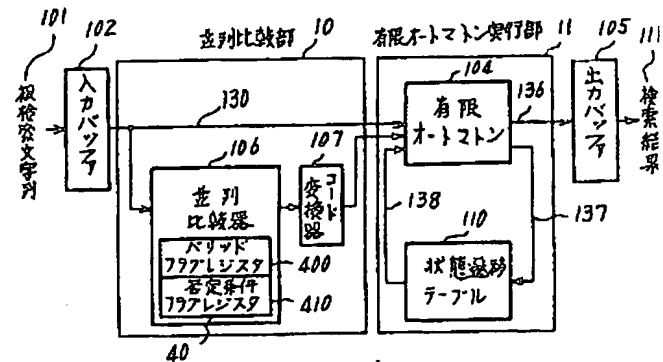 101
被検索文字列
102
入力バッファ
並列比較部
10
130
106
並列
比較器
バリッド
フラグレジスタ
400
否定条件
フラグレジスタ
410
40
107
コード
変換器
有限オートマトン実行部
11
104
有限
オートマトン
136
138
137
110
状態遷移
テーブル
105
出力バッファ
111
検索結果